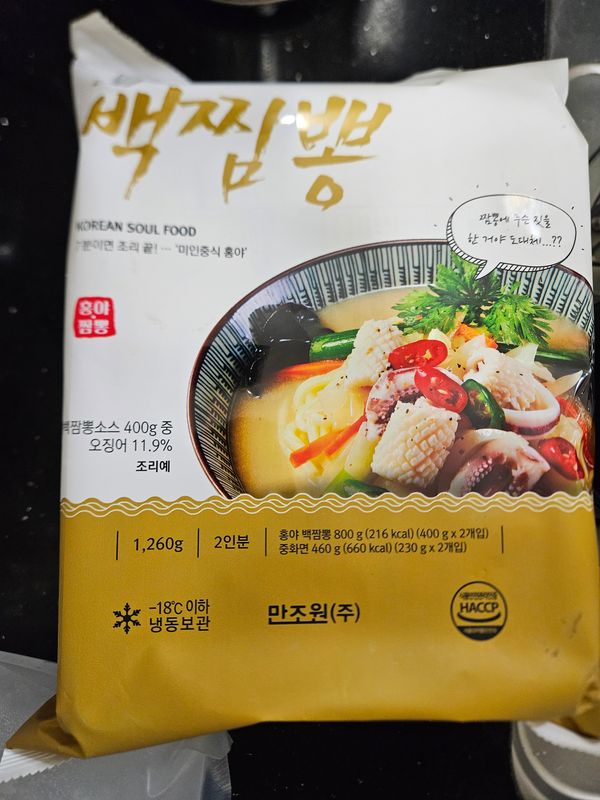 백짬뽕
KOREAN SOUL FOOD
분이면 조리 끝! … '미인중식 홍야'
짬뽕에 무슨 짓을
한 거야 도대체...??
홍야
짬뽕
백짬뽕소스 400g 중
오징어 11.9%
조리예
1,260g
2인분
홍야 백짬뽕 800 g (216 kcal) (400 g x 2개입)
중화면 460 g (660 kcal) (230 g x 2개입)
-18℃ 이하
냉동보관
만조원(주)
HACCP